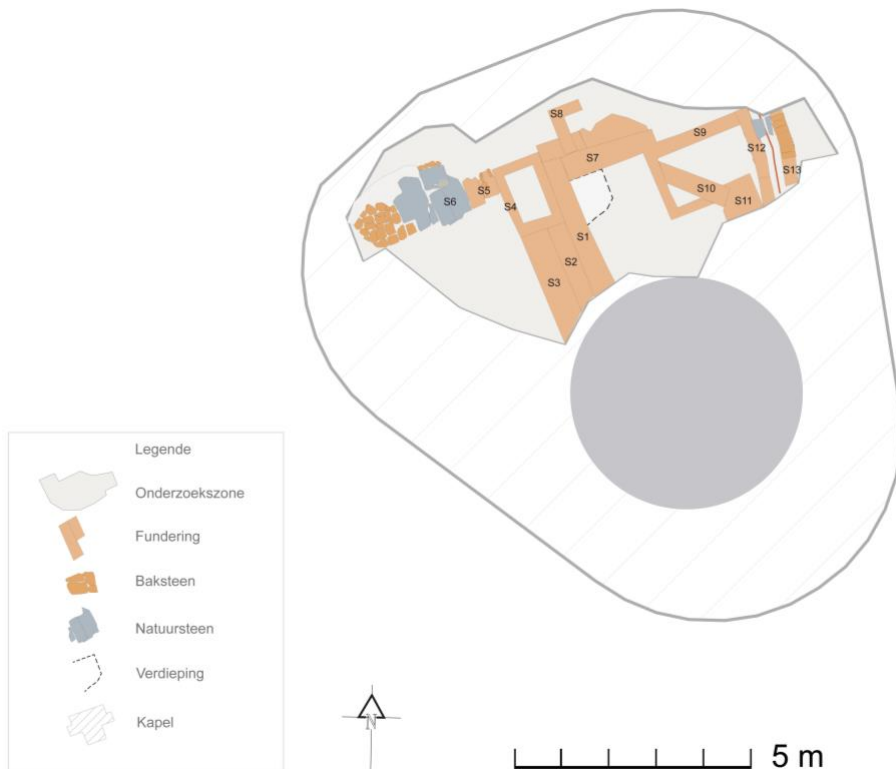 S8
S9
S7
S12
S13
S5
S10
S6
S4
S11
S1
S2
S3
Legende
Onderzoekszone
Fundering
Baksteen
Natuursteen
Verdieping
Kapel
N
5 m